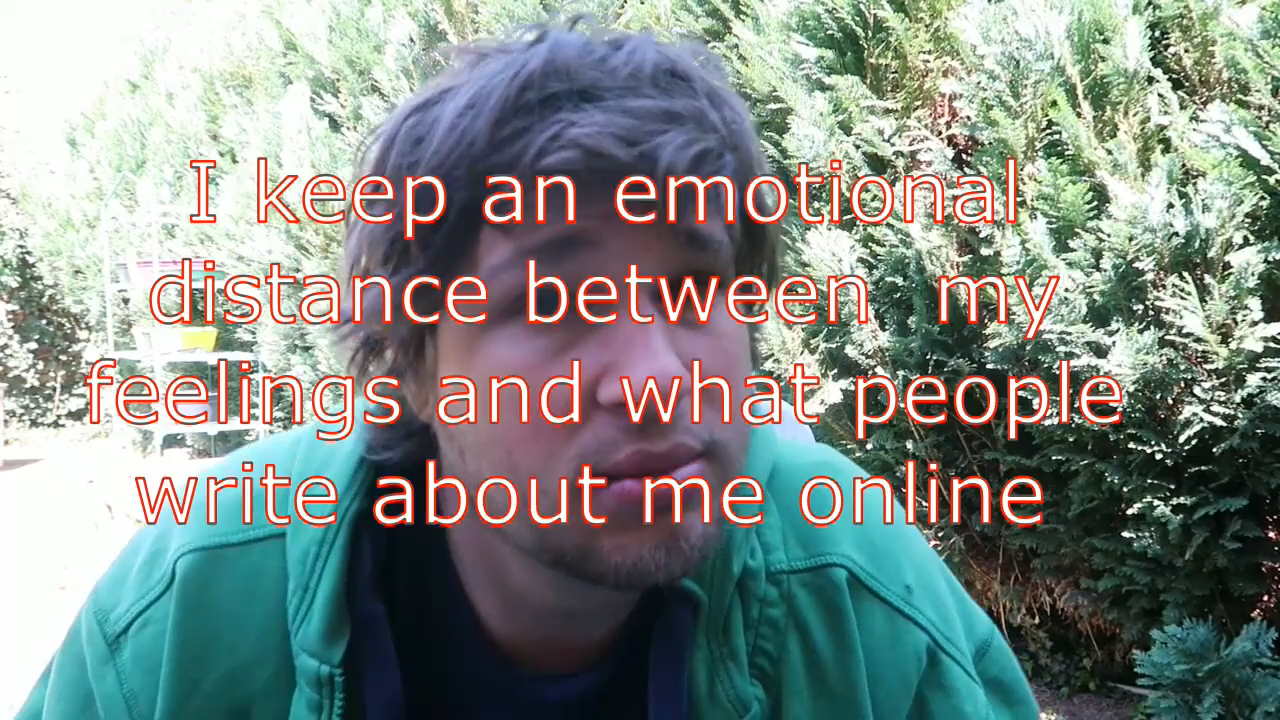 I keep an emotional
distance between  my
feelings and what people
write about me online